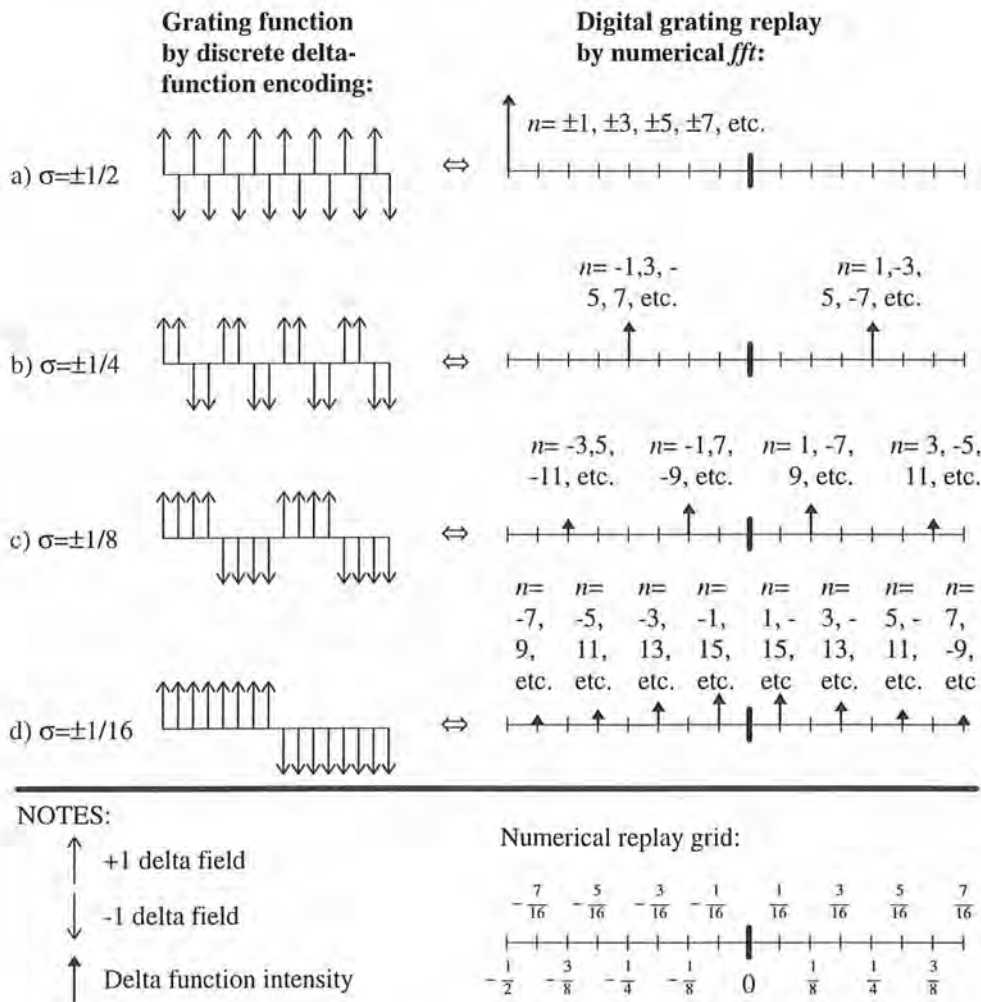 Grating function
by discrete delta-
function encoding:
Digital grating replay
by numerical fft:
a) σ=±1/2
⇔
n= ±1, ±3, ±5, ±7, etc.
b) σ=±1/4
⇔
n= -1,3, -
5, 7, etc.
n= 1,-3,
5, -7, etc.
c) σ=±1/8
⇔
n= -3,5,
-11, etc.
n= -1,7,
-9, etc.
n= 1, -7,
9, etc.
n= 3, -5,
11, etc.
d) σ=±1/16
⇔
n=
-7,
9,
etc.
n=
-5,
11,
etc.
n=
-3,
13,
etc.
n=
-1,
15,
etc.
n=
1, -
15,
etc
n=
3, -
13,
etc.
n=
5, -
11,
etc.
n=
7,
-9,
etc
NOTES:
+1 delta field
-1 delta field
Delta function intensity
Numerical replay grid:
-7/16 -5/16 -3/16 -1/16 1/16 3/16 5/16 7/16
-1/2 -3/8 -1/4 -1/8 0 1/8 1/4 3/8